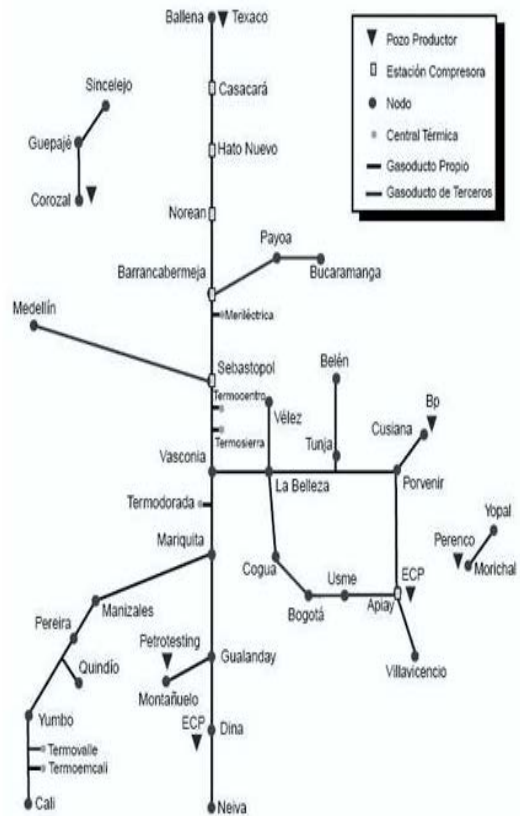 Ballena
Texaco
Casacará
Sincelejo
Guepajé
Hato Nuevo
Corozal
Norean
Payoa
Barrancabermeja
Bucaramanga
Medellín
Meriléctrica
Sebastopol
Belén
Termocentro
Vélez
Bp
Termosierra
Tunja
Cusiana
Vasconia
La Belleza
Porvenir
Yopal
Termodorada
Perenco
Mariquita
Morichal
Cogua
Usme
ECP
Manizales
Bogotá
Apiay
Pereira
Petrotesting
Quindío
Gualanday
Villavicencio
Montañuelo
Yumbo
ECP
Dina
Termovalle
Termoemcali
Cali
Neiva
Pozo Productor
Estación Compresora
Nodo
Central Térmica
Gasoducto Propio
Gasoducto de Terceros